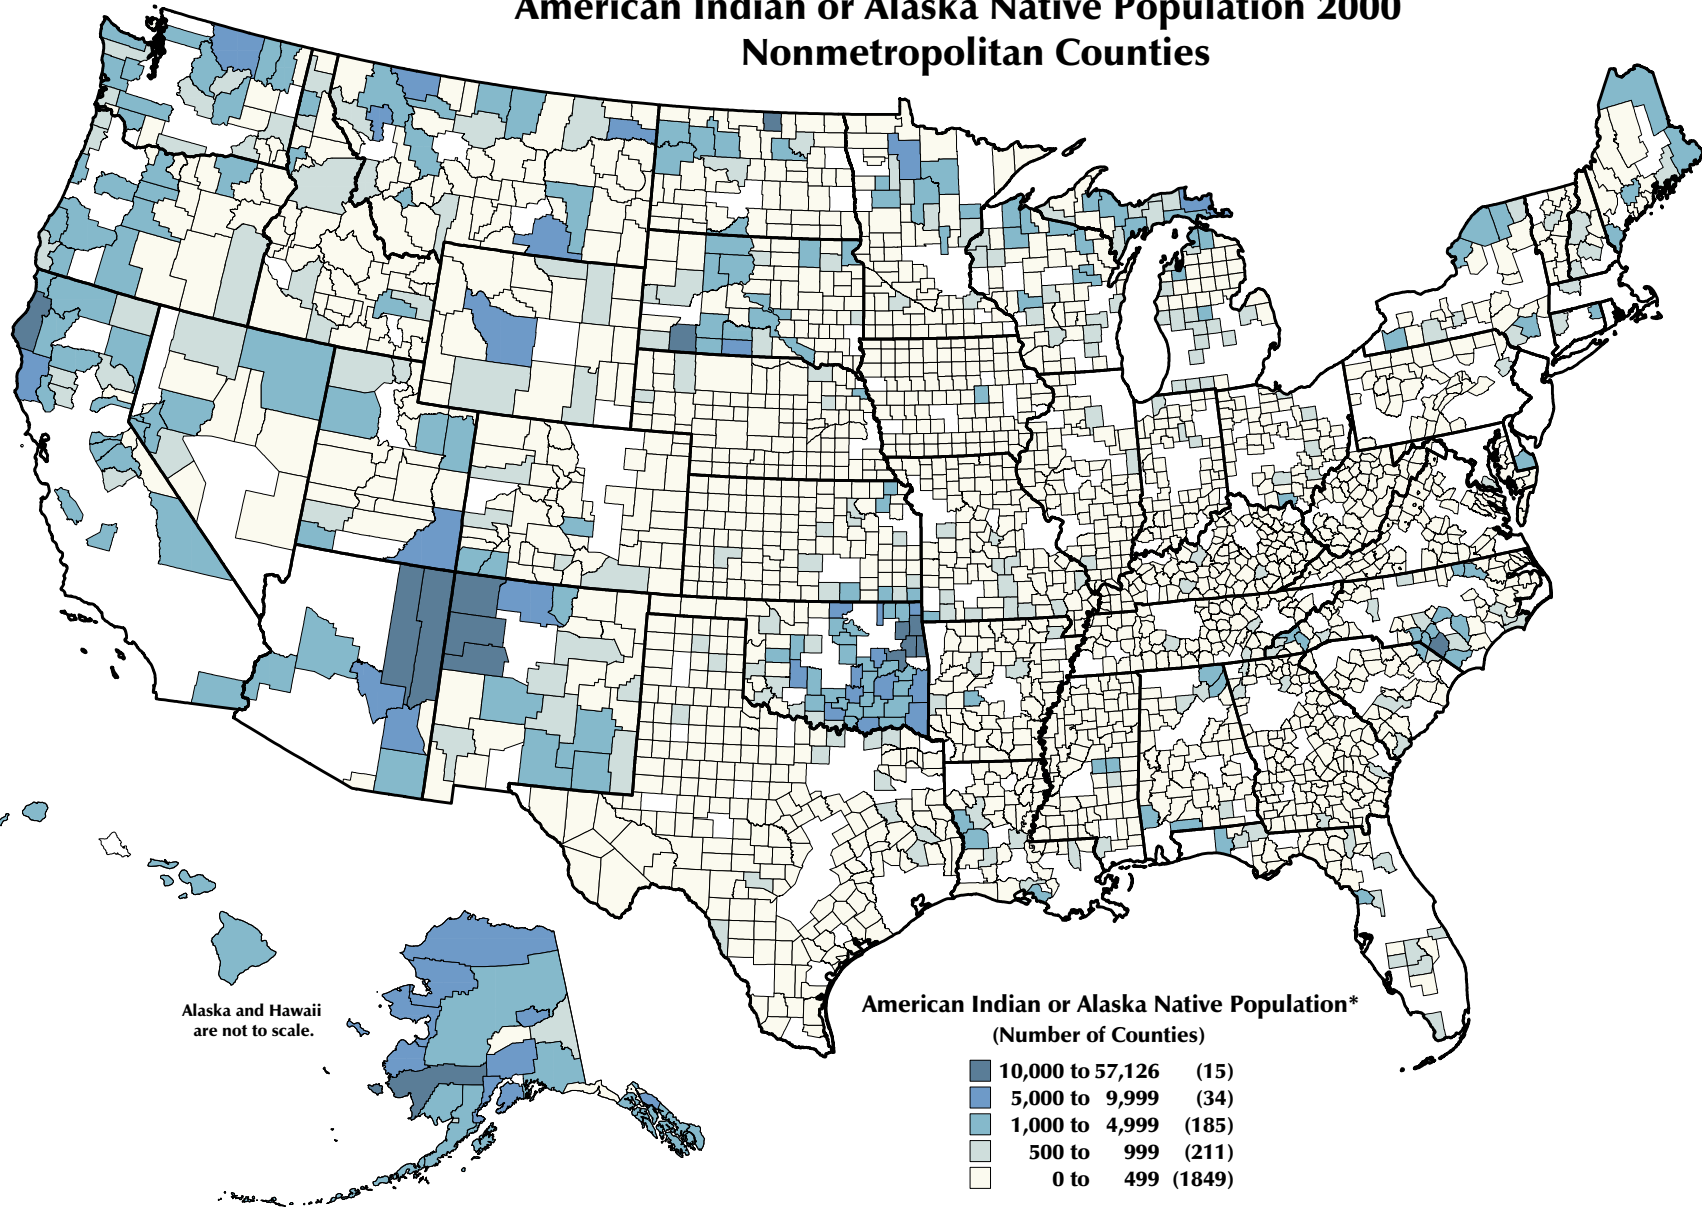 American Indian or Alaska Native Population 2000
Nonmetropolitan Counties
Alaska and Hawaii
are not to scale.
American Indian or Alaska Native Population*
(Number of Counties)
10,000 to 57,126 (15)
5,000 to 9,999 (34)
1,000 to 4,999 (185)
500 to 999 (211)
0 to 499 (1849)